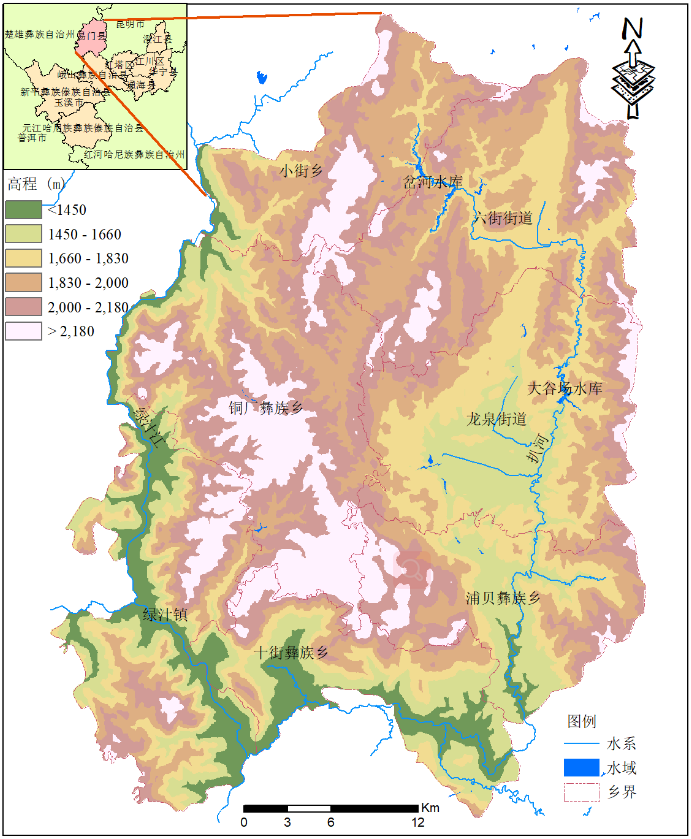 楚雄彝族自治州
昆明市
易门县
澄江县
红塔区
江川区
华宁县
峨山彝族自治县
通海县
新平彝族傣族自治县
玉溪市
元江哈尼族彝族傣族自治县
普洱市
红河哈尼族彝族自治州
N
高程 (m)
<1450
1450 - 1660
1,660 - 1,830
1,830 - 2,000
2,000 - 2,180
> 2,180
小街乡
岔河水库
六街街道
大谷场水库
铜厂彝族乡
龙泉街道
绿汁江
扒河
浦贝彝族乡
绿汁镇
十街彝族乡
图例
水系
水域
乡界
0 3 6 12
Km